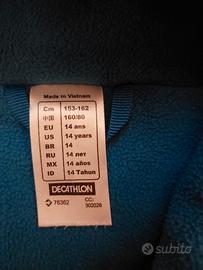 Made in Vietnam
Cm 153-162
中国 160/80
EU 14 ans
US 14 years
BR 14
RU 14 лет
MX 14 años
ID 14 Tahun
DECATHLON
76362 CC:
302026
subito